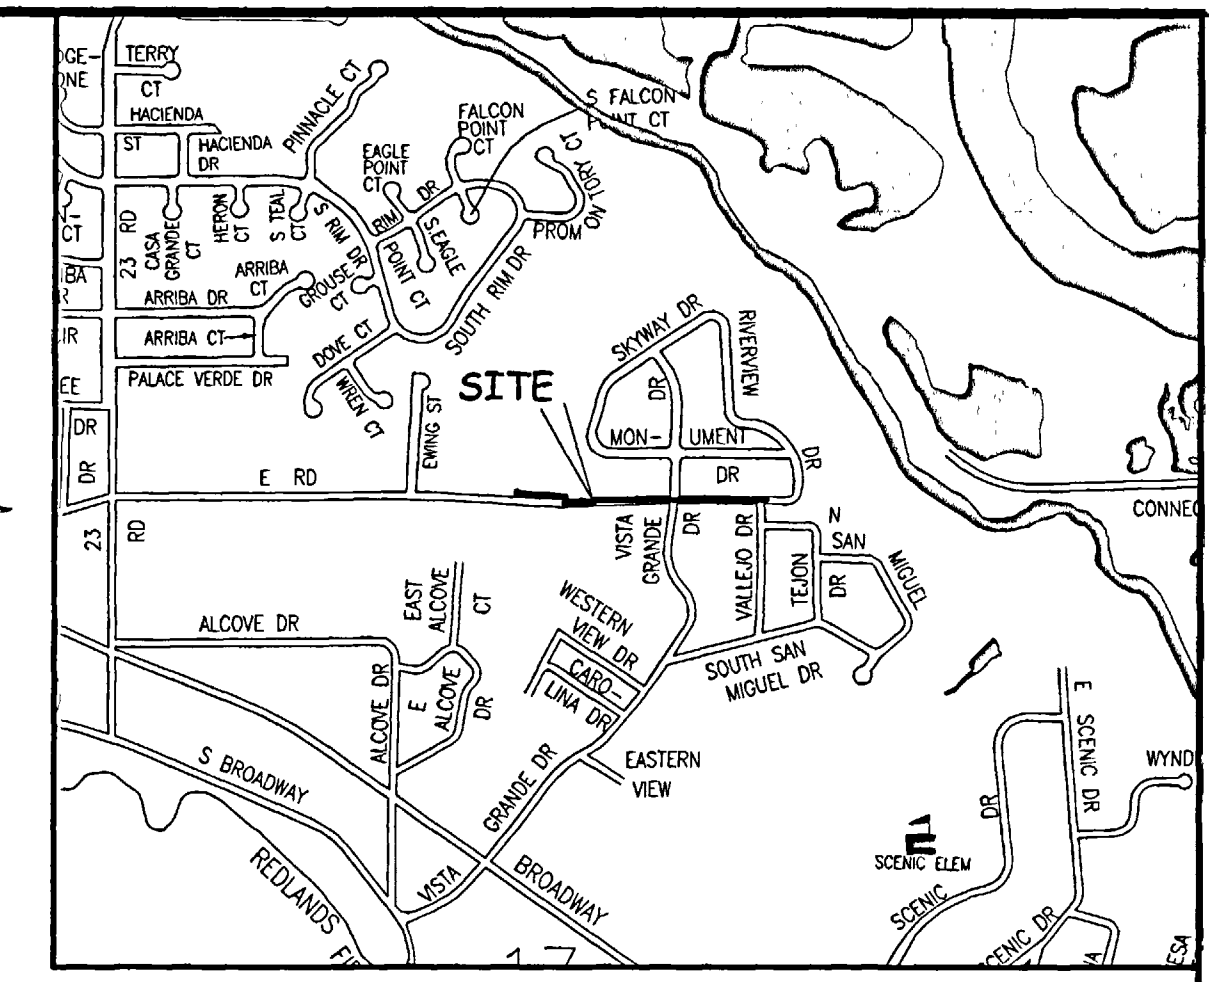 TERRY
CT
HACIENDA
ST
HACIENDA
DR
PINNACLE CT
FALCON
POINT
CT
S FALCON
POINT CT
EAGLE
POINT
CT
RIM DR
S. EAGLE
POINT CT
PROMONTORY CT
CT
23 RD
CASA
GRANDE
CT
HERON
CT
S TEAL
CT
S RIM DR
SOUTH RIM DR
ARRIBA
CT
ARRIBA DR
GROUSE
CT
ARRIBA CT
DOVE CT
WREN CT
PALACE VERDE DR
EWING ST
SITE
SKYWAY DR
RIVERVIEW
DR
DR
MON-
UMENT
DR
DR
DR
E RD
CONNEC
23
RD
VISTA
GRANDE
DR
VALLEJO DR
N
SAN
MIGUEL
DR
TEJON
EAST
ALCOVE
CT
ALCOVE DR
WESTERN
VIEW DR
CARO-
LINA DR
SOUTH SAN
MIGUEL DR
ALCOVE DR
E
ALCOVE
DR
S BROADWAY
EASTERN
VIEW
VISTA
GRANDE DR
BROADWAY
REDLANDS
E SCENIC DR
WYND
SCENIC ELEM
SCENIC
DR
CENIC DR
ESA